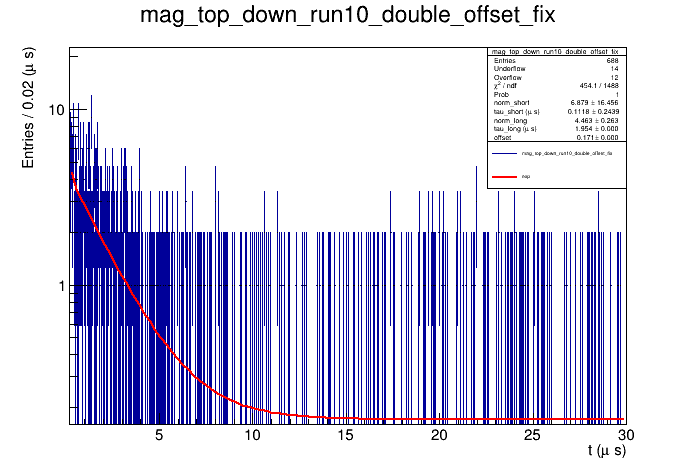 mag_top_down_run10_double_offset_fix
Entries / 0.02 (μ s)
10
1
mag_top_down_run10_double_offset_fix
Entries 688
Underflow 14
Overflow 12
χ² / ndf 454.1 / 1488
Prob 1
norm_short 6.879 ± 16.456
tau_short (μ s) 0.1118 ± 0.2439
norm_long 4.463 ± 0.263
tau_long (μ s) 1.954 ± 0.000
offset 0.171 ± 0.000
mag_top_down_run10_double_offset_fix
exp
5 10 15 20 25 30
t (μ s)